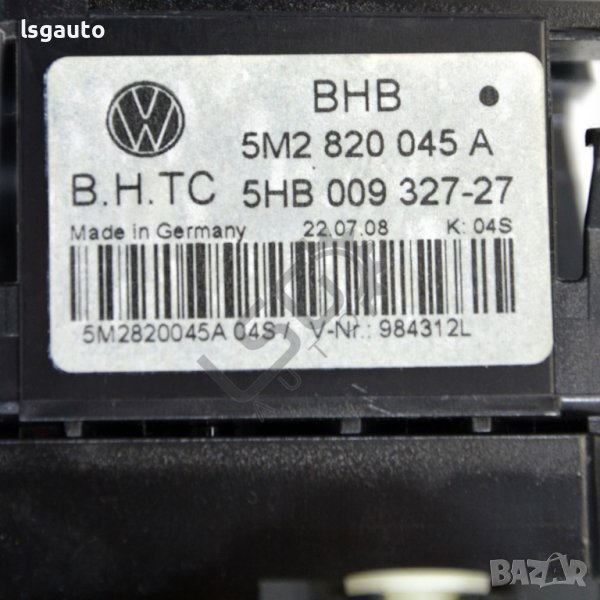 lsgauto
BHB
5M2 820 045 A
B.H.TC 5HB 009 327-27
Made in Germany 22.07.08 K: 04S
5M2820045A 04S/ V-Nr.: 984312L
BAZAR